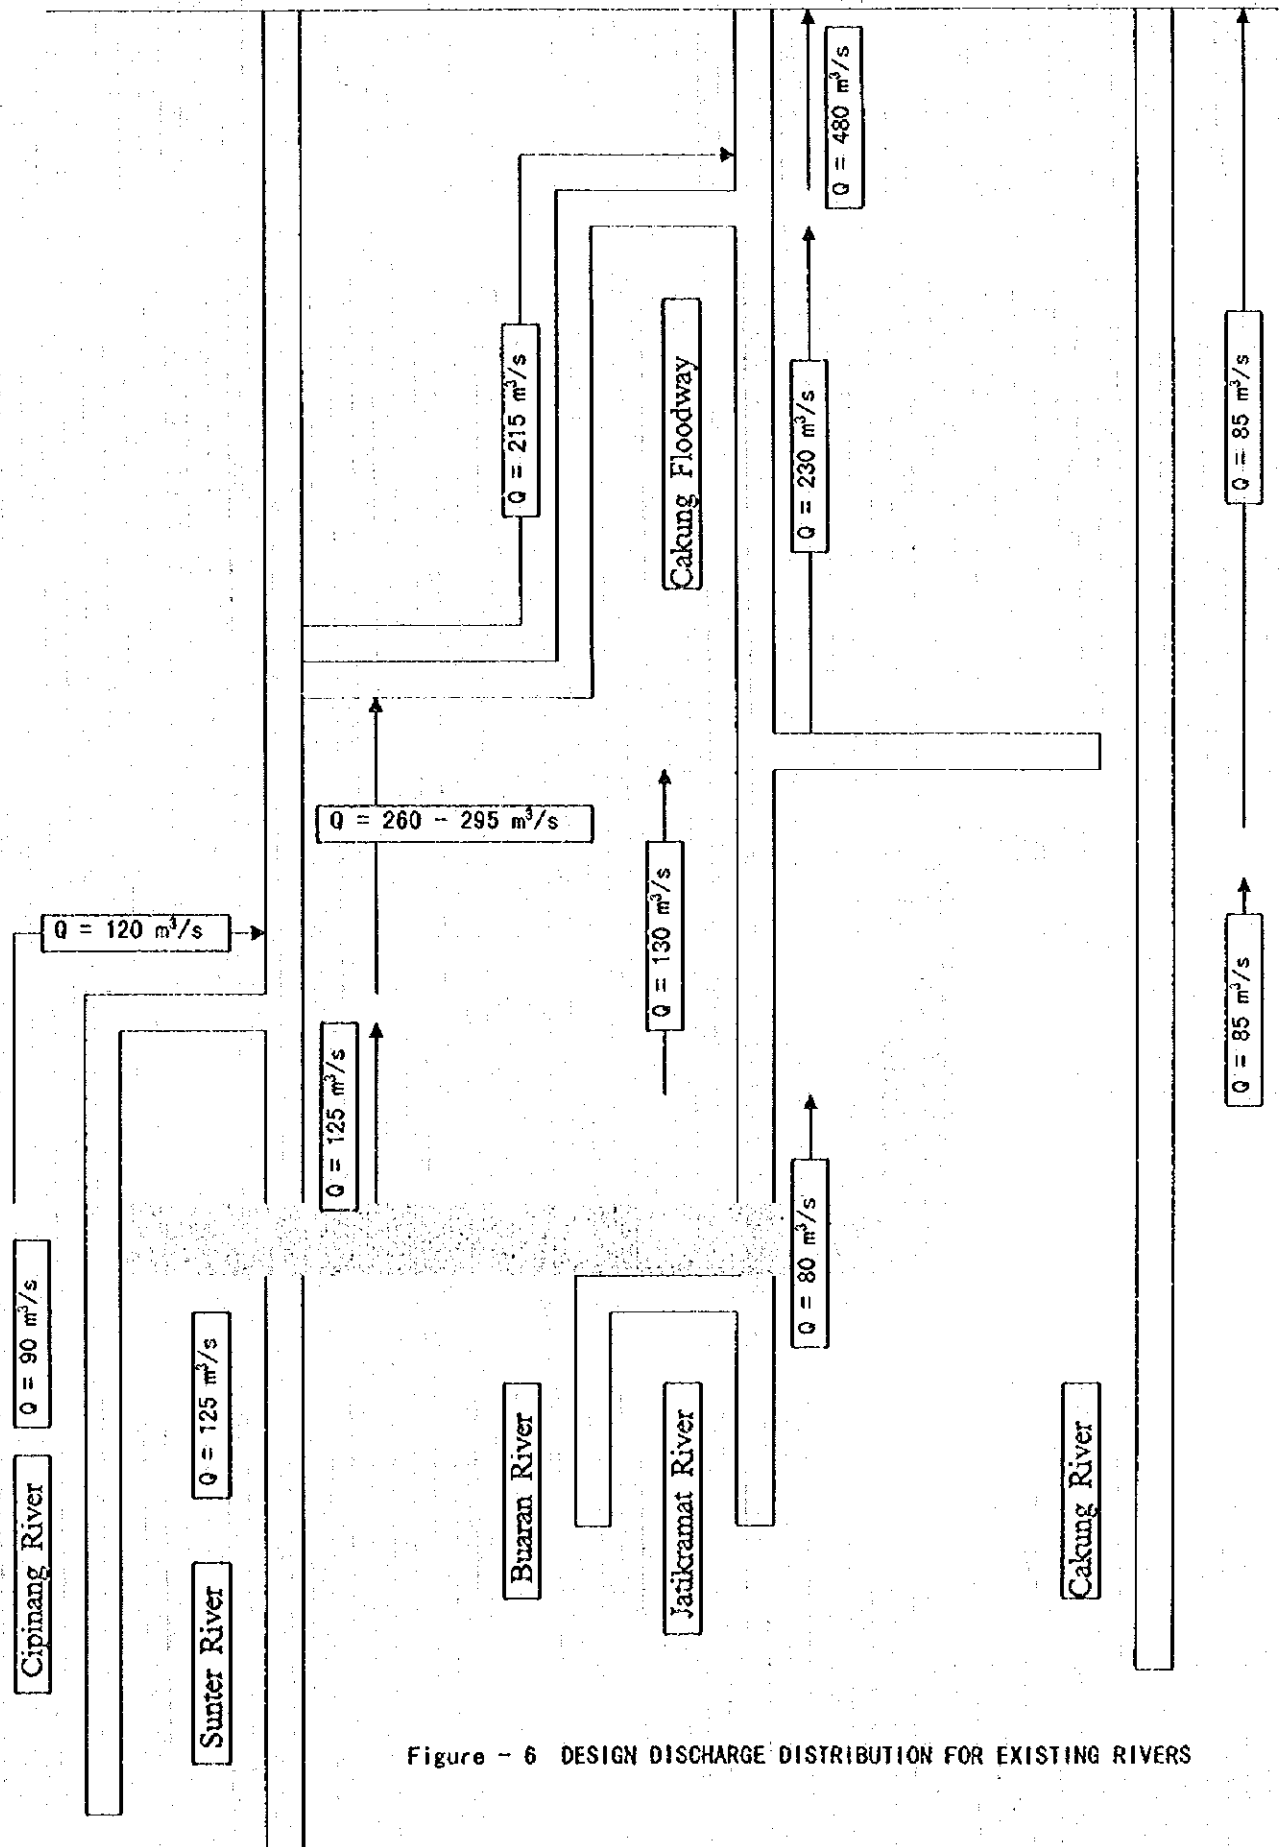 Q = 480 m³/s
Q = 215 m³/s
Cakung Floodway
Q = 230 m³/s
Q = 85 m³/s
Q = 260 - 295 m³/s
Q = 120 m³/s
Q = 130 m³/s
Q = 85 m³/s
Q = 125 m³/s
Q = 80 m³/s
Q = 90 m³/s
Q = 125 m³/s
Cipinang River
Sunter River
Buaran River
Jatikramat River
Cakung River
Figure - 6 DESIGN DISCHARGE DISTRIBUTION FOR EXISTING RIVERS